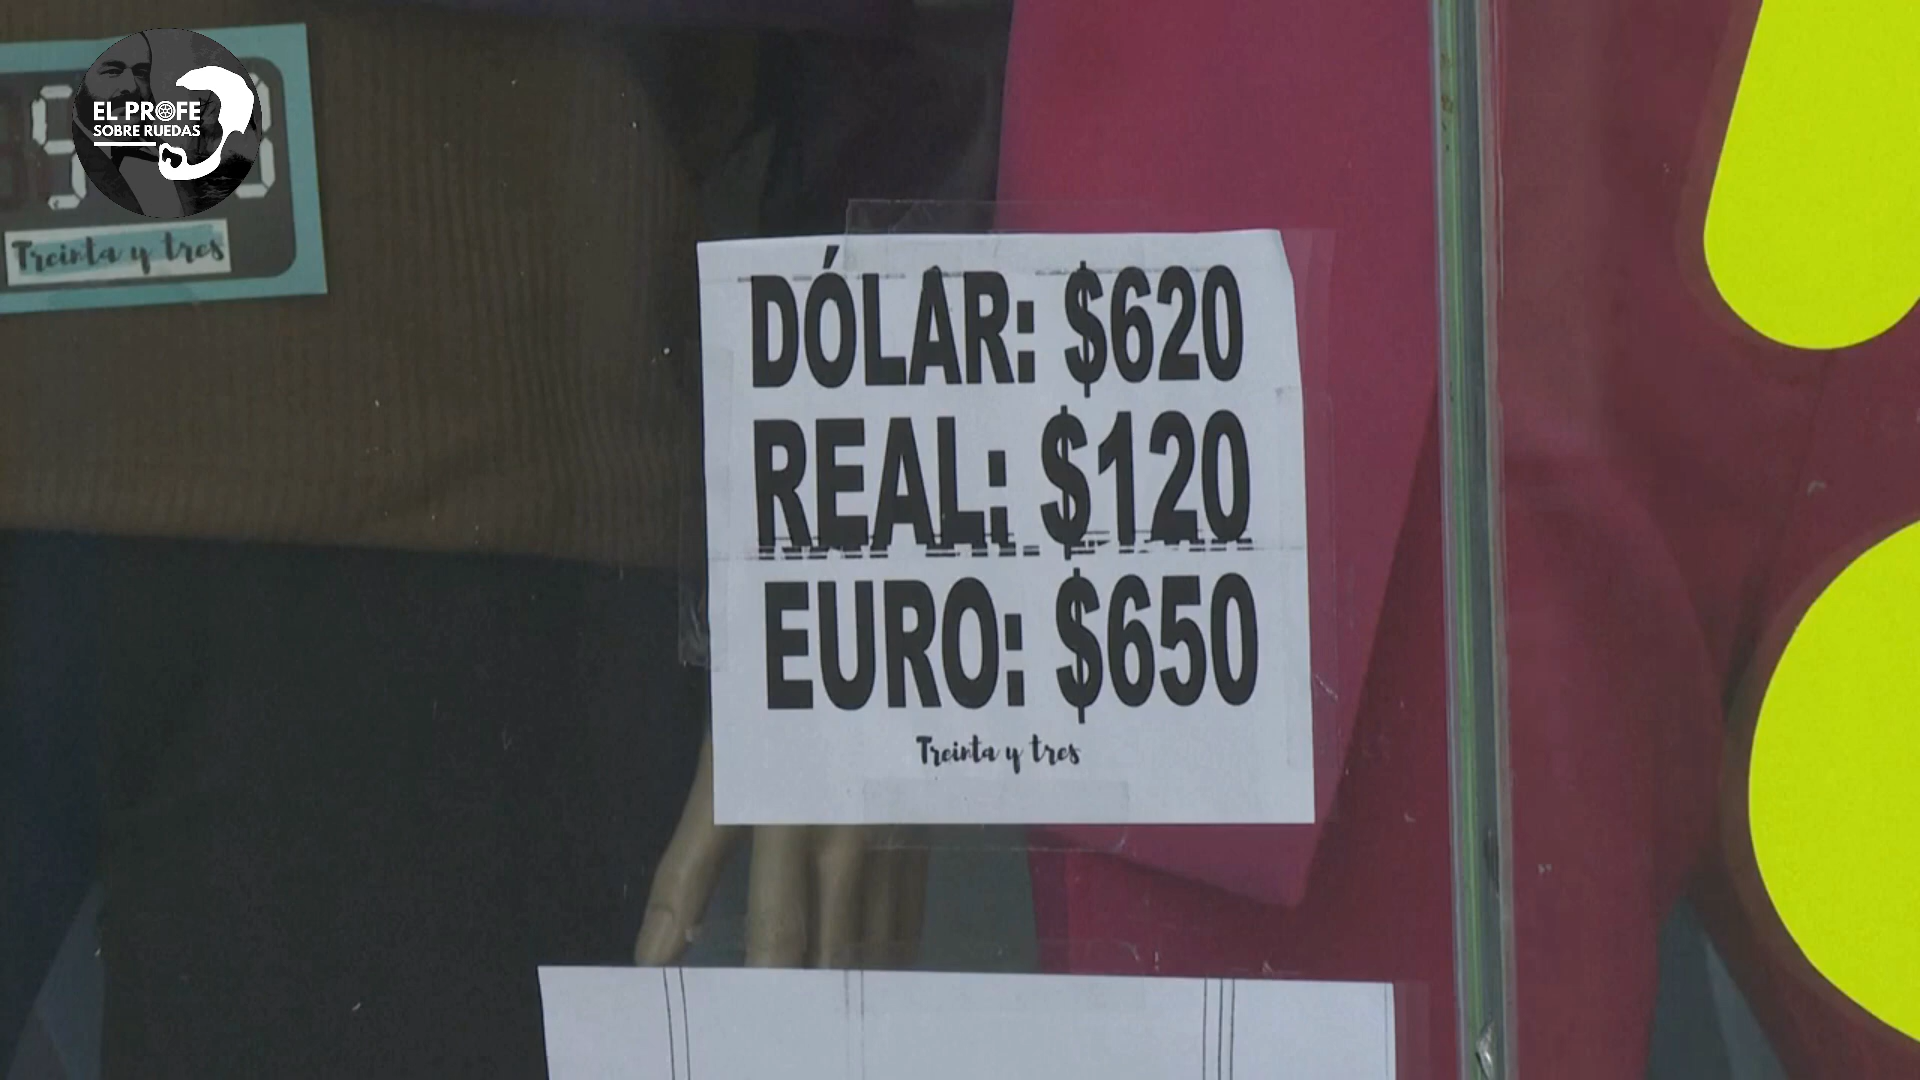 EL PROFE
SOBRE RUEDAS
Treinta y tres
DÓLAR: $620
REAL: $120
EURO: $650
Treinta y tres